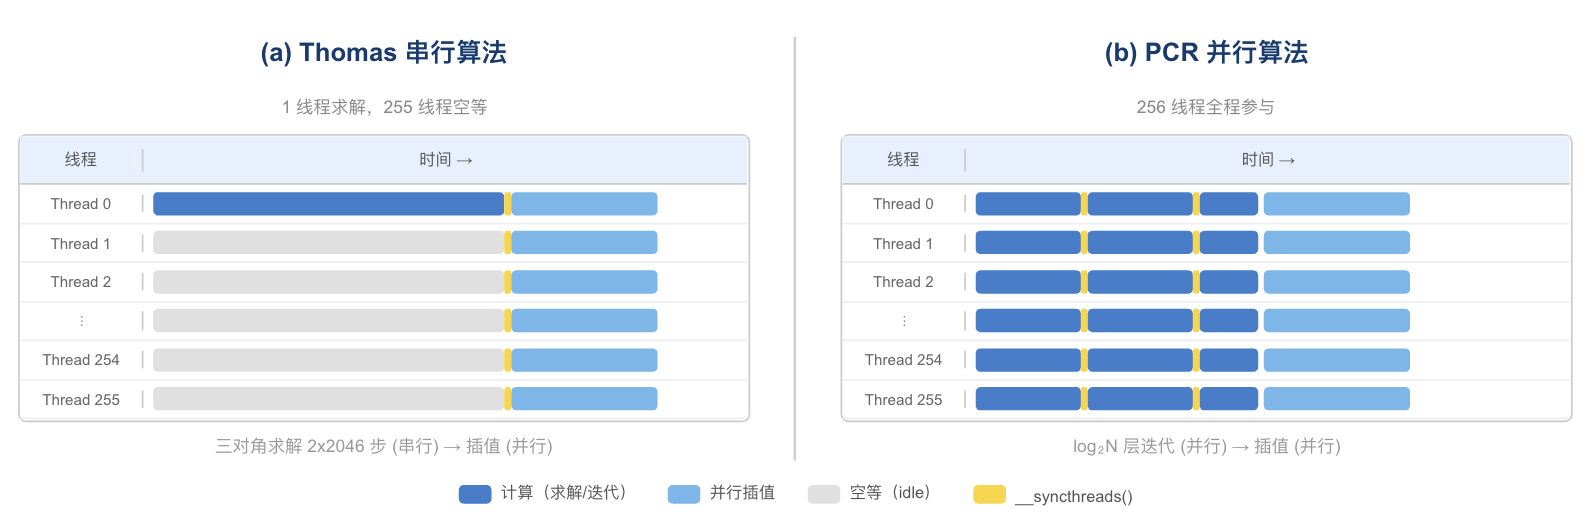 (a) Thomas 串行算法
1 线程求解，255 线程空等
线程 时间 →
Thread 0
Thread 1
Thread 2
⋮
Thread 254
Thread 255
三对角求解 2x2046 步 (串行) → 插值 (并行)
(b) PCR 并行算法
256 线程全程参与
线程 时间 →
Thread 0
Thread 1
Thread 2
⋮
Thread 254
Thread 255
log₂N 层迭代 (并行) → 插值 (并行)
计算（求解/迭代） 并行插值 空等（idle） __syncthreads()